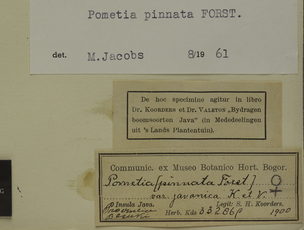 Pometia pinnata FORST.
det. M.Jacobs 8/19 61
De hoc specimine agitur in libro
Dr. Koorders et Dr. Valeton „Bydragen
boomsoorten Java" (in Mededeelingen
uit 's Lands Plantentuin).
Communic. ex Museo Botanico Hort. Bogor.
Pometia pinnata Forst. ♀
var. javanica K. et V.
Insula Java. Legit: S. H. Koorders.
Provincia Besuki Herb. Kds 1900